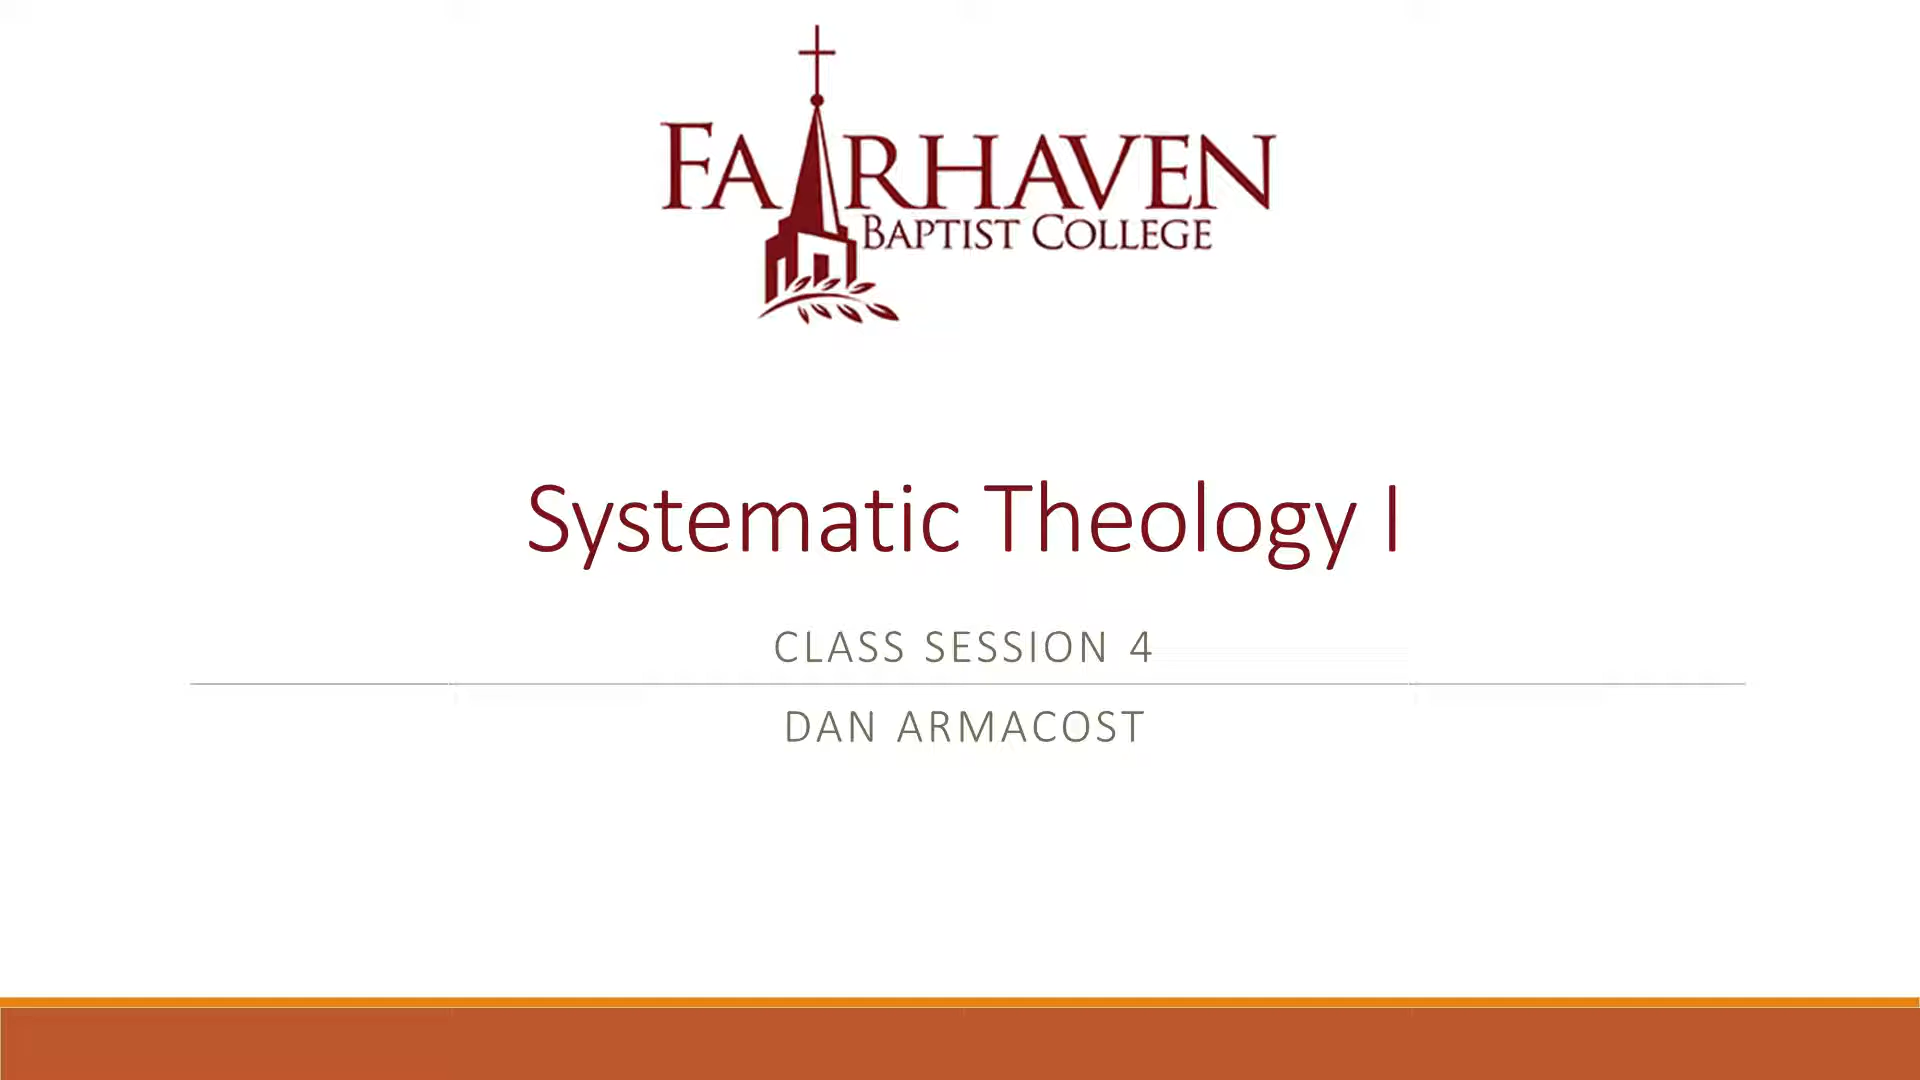 FAIRHAVEN
BAPTIST COLLEGE
Systematic Theology I
CLASS SESSION 4
DAN ARMACOST